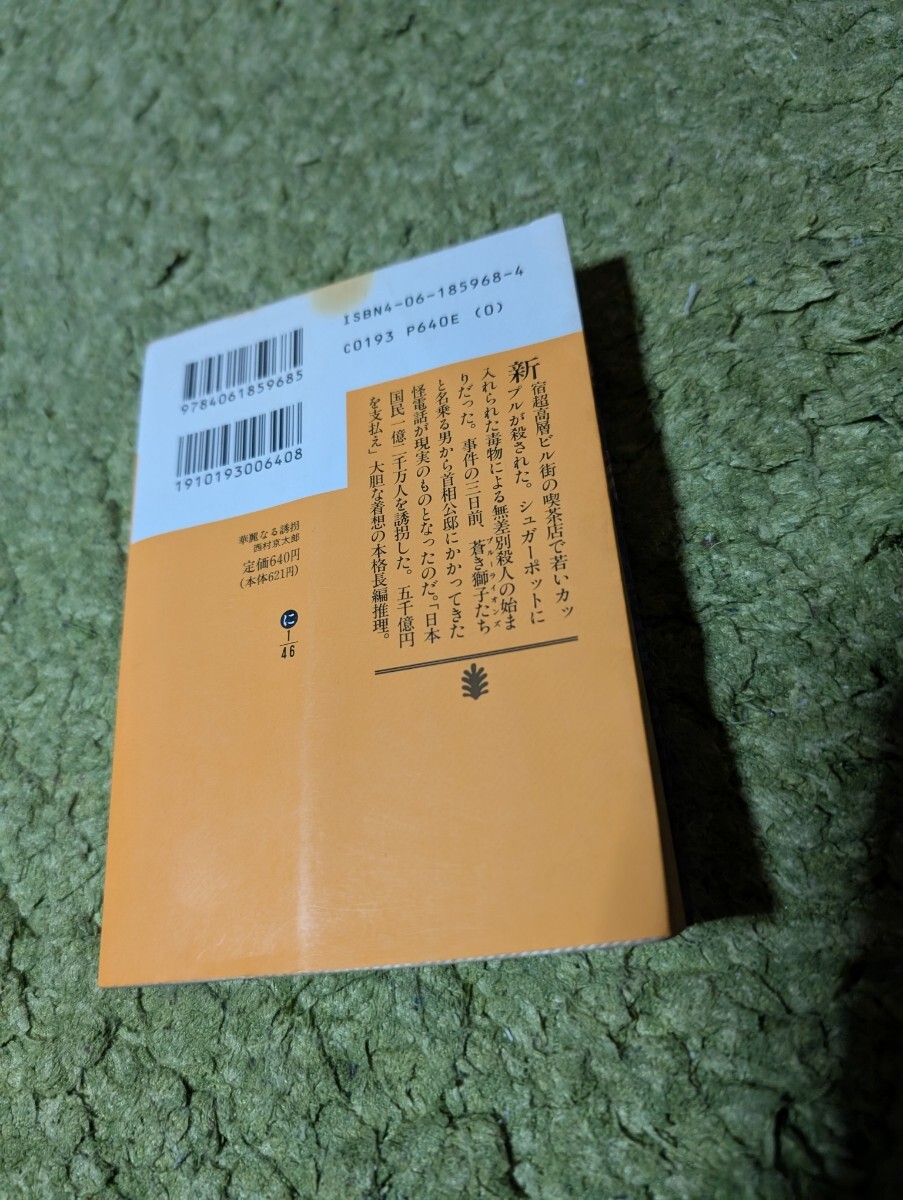 ISBN4-06-185968-4
C0193 P640E (0)
9784061859685
1910193006408
新宿超高層ビル街の喫茶店で若いカッ
プルが殺された。シュガーポットに
入れられた毒物による無差別殺人の始ま
りだった。事件の三日前、蒼き獅子たち
ブルーライオンズ
と名乗る男から首相公邸にかかってきた
怪電話が現実のものとなったのだ。「日本
国民一億二千万人を誘拐した。五千億円
を支払え」大胆な着想の本格長編推理。
華麗なる誘拐
西村京太郎
定価640円
(本体621円)
に
1
46